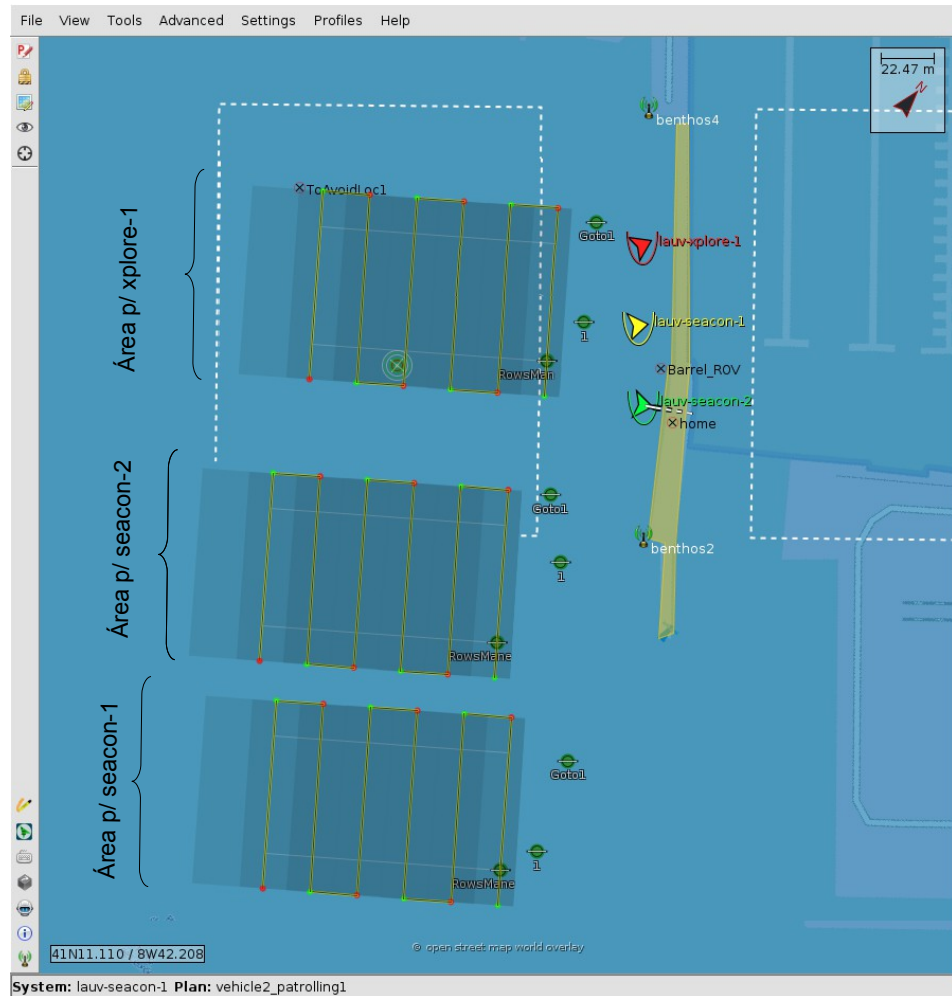 File View Tools Advanced Settings Profiles Help
22.47 m
N
benthos4
ToAvoidLoc1
Área p/ xplore-1
Goto1
lauv-xplore-1
1
lauv-seacon-1
RowsMan
Barrel_ROV
lauv-seacon-2
home
Área p/ seacon-2
Goto1
benthos2
1
RowsMane
Área p/ seacon-1
Goto1
1
RowsMane
© open street map world overlay
41N11.110 / 8W42.208
System: lauv-seacon-1 Plan: vehicle2_patrolling1